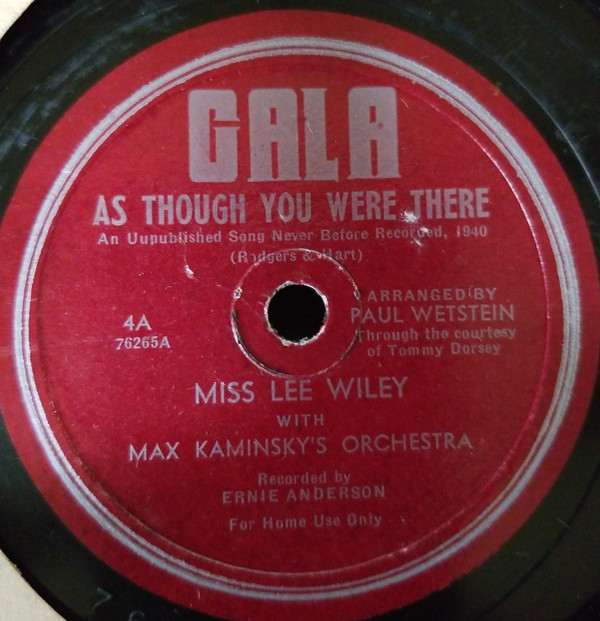 GALA
AS THOUGH YOU WERE THERE
An Uupublished Song Never Before Recorded, 1940
(Rodgers & Hart)
4A
76265A
ARRANGED BY
PAUL WETSTEIN
Through the courtesy
of Tommy Dorsey
MISS LEE WILEY
WITH
MAX KAMINSKY'S ORCHESTRA
Recorded by
ERNIE ANDERSON
For Home Use Only